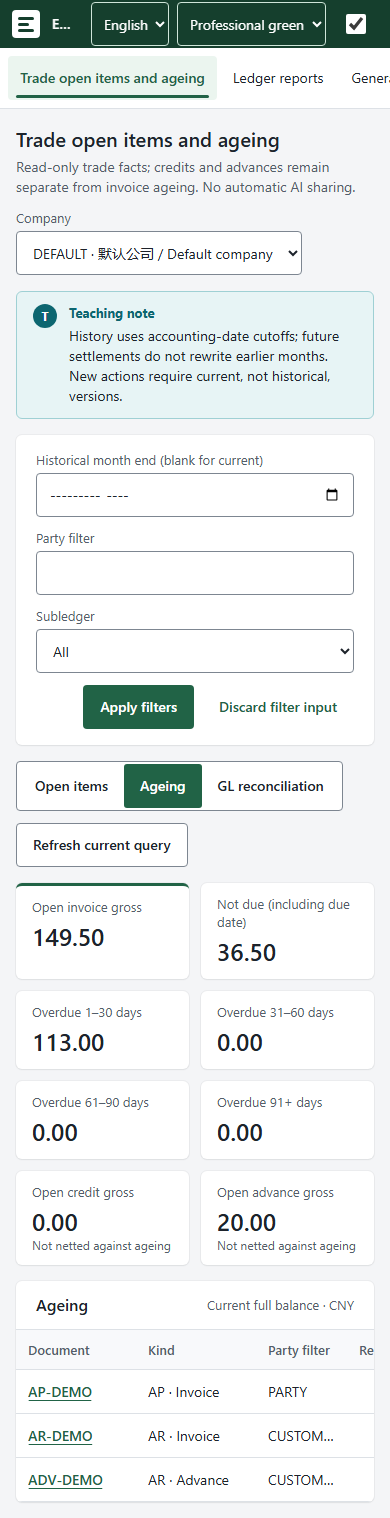 E...
English
Professional green
Trade open items and ageing
Ledger reports
Genera
Trade open items and ageing
Read-only trade facts; credits and advances remain
separate from invoice ageing. No automatic AI sharing.
Company
DEFAULT · 默认公司 / Default company
T
Teaching note
History uses accounting-date cutoffs; future
settlements do not rewrite earlier months.
New actions require current, not historical,
versions.
Historical month end (blank for current)
--------- ----
Party filter
Subledger
All
Apply filters
Discard filter input
Open items
Ageing
GL reconciliation
Refresh current query
Open invoice gross
149.50
Not due (including due
date)
36.50
Overdue 1–30 days
113.00
Overdue 31–60 days
0.00
Overdue 61–90 days
0.00
Overdue 91+ days
0.00
Open credit gross
0.00
Not netted against ageing
Open advance gross
20.00
Not netted against ageing
Ageing
Current full balance · CNY
Document Kind Party filter Re
AP-DEMO AP · Invoice PARTY
AR-DEMO AR · Invoice CUSTOM...
ADV-DEMO AR · Advance CUSTOM...